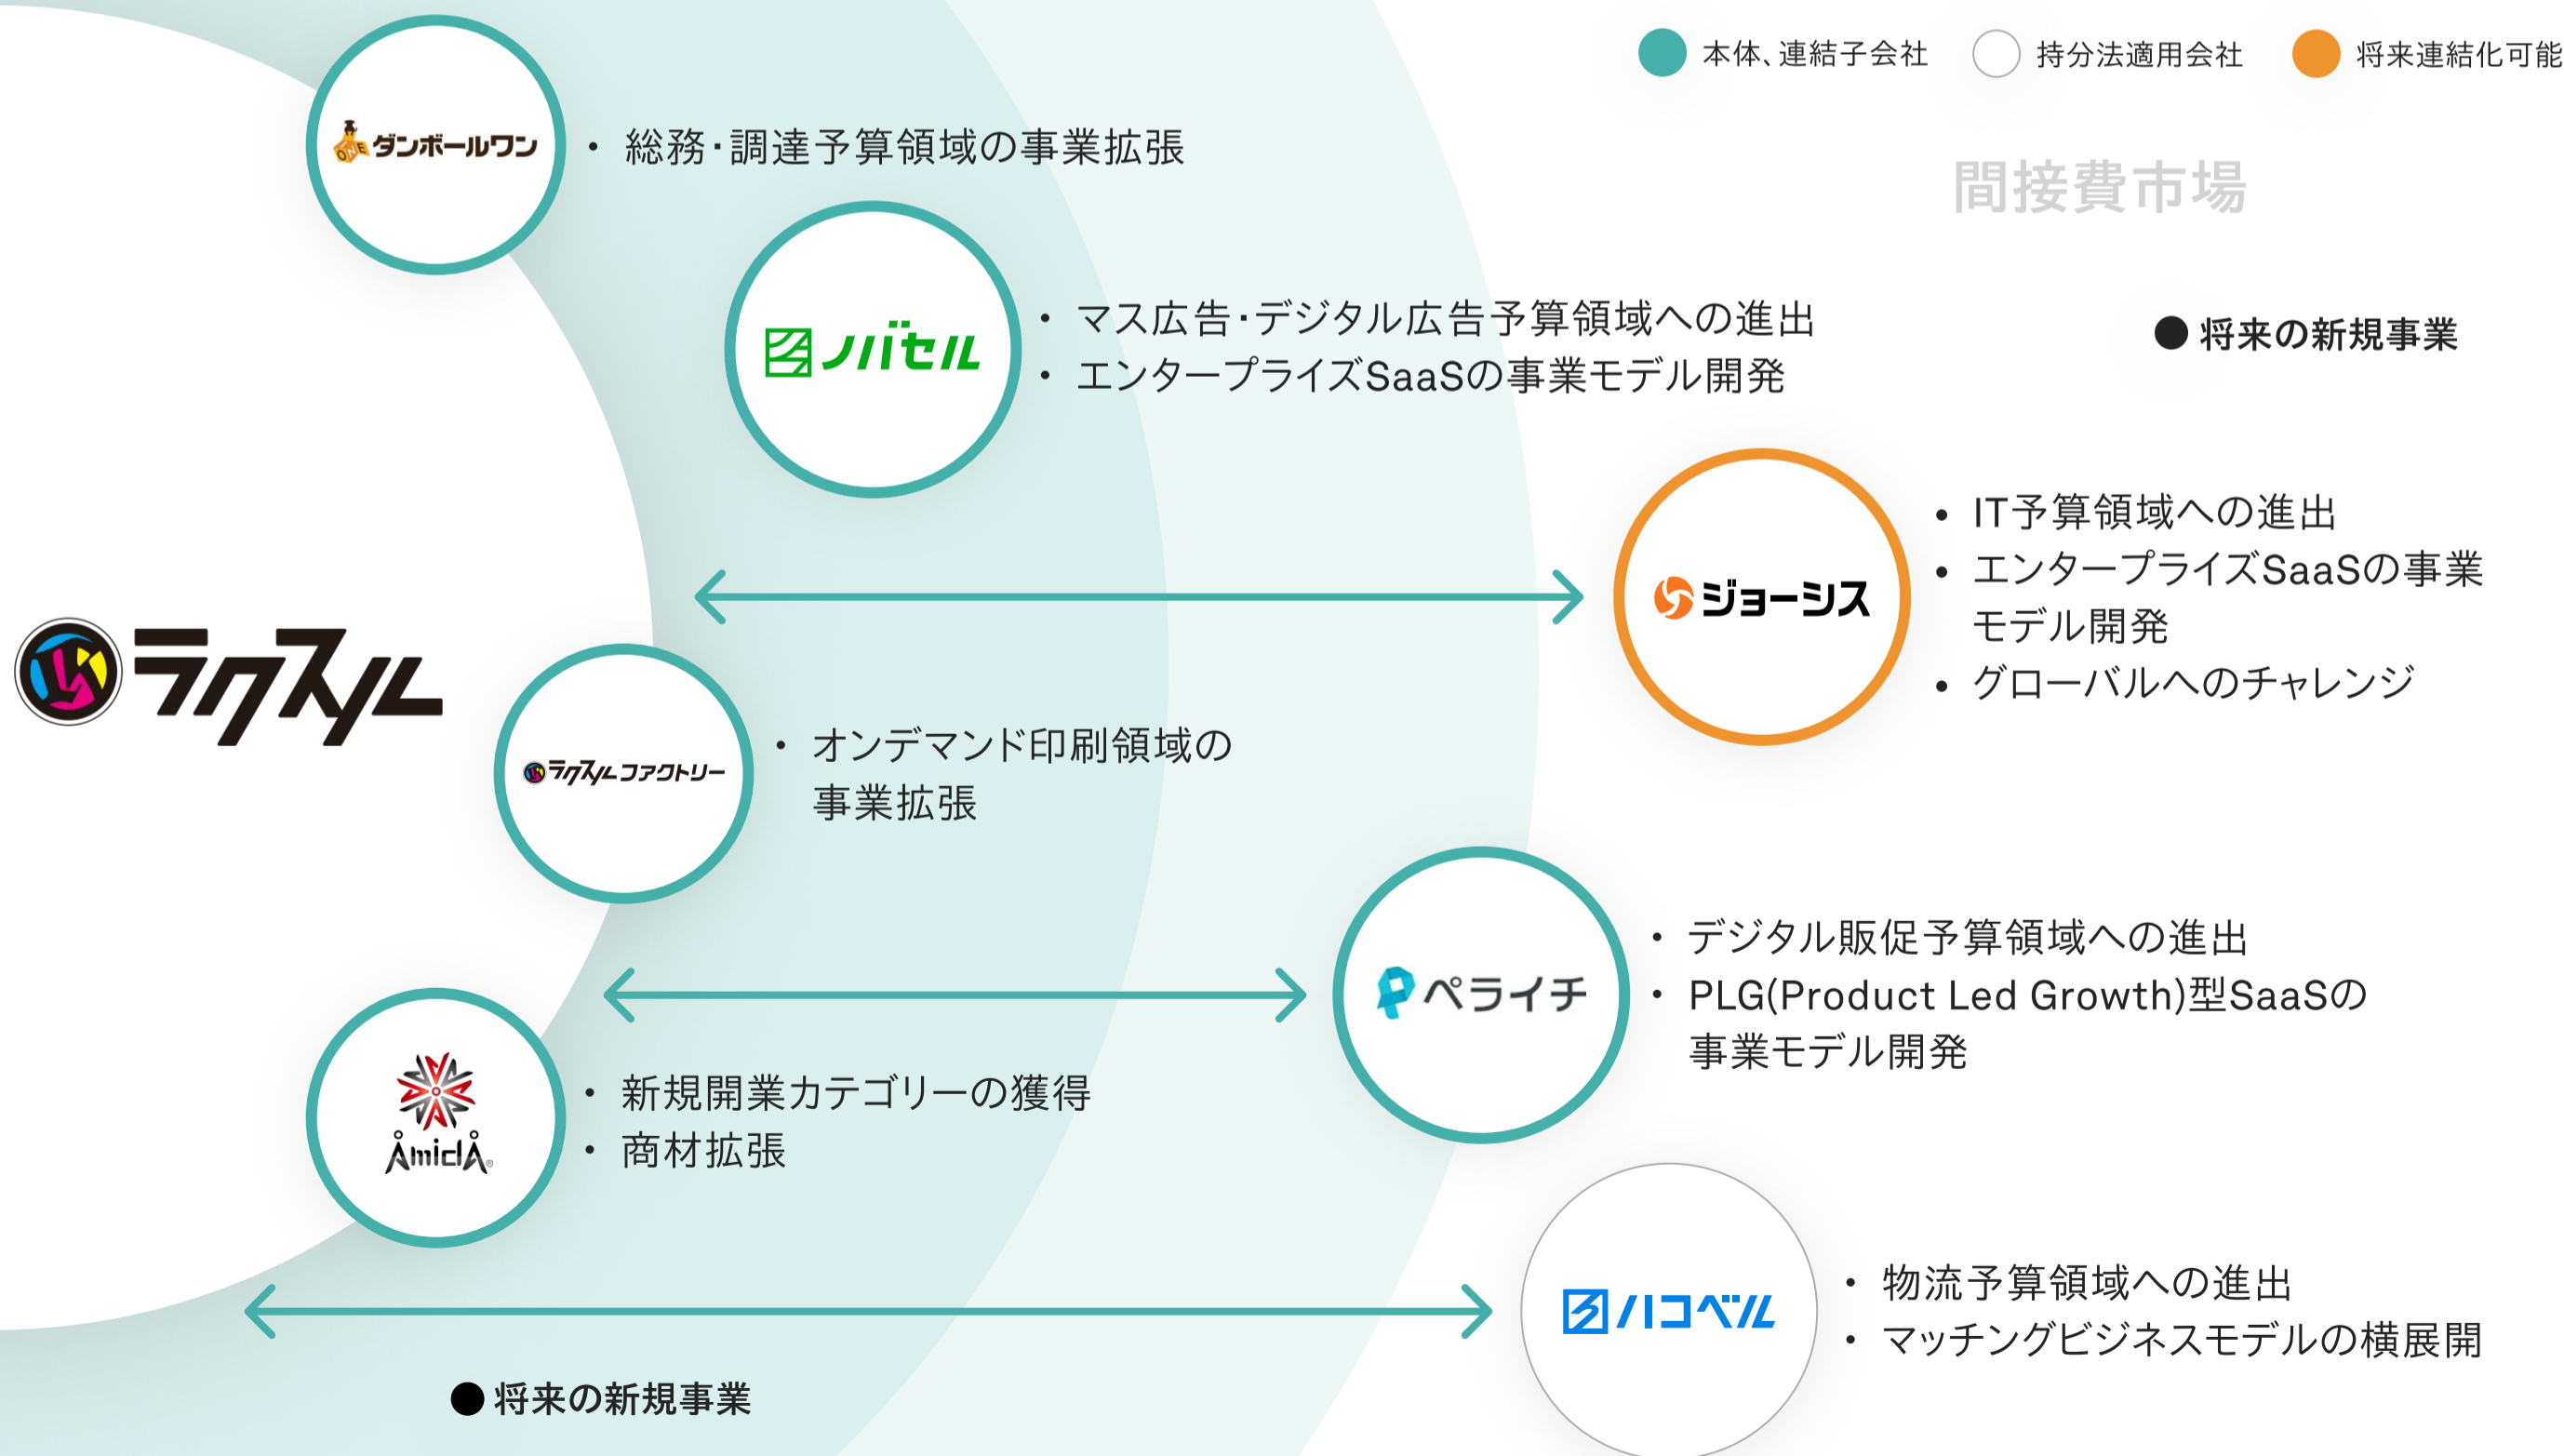 本体、連結子会社
持分法適用会社
将来連結化可能
ONE ダンボールワン
・ 総務・調達予算領域の事業拡張
間接費市場
ノバセル
・ マス広告・デジタル広告予算領域への進出
・ エンタープライズSaaSの事業モデル開発
● 将来の新規事業
ジョーシス
• IT予算領域への進出
• エンタープライズSaaSの事業
モデル開発
• グローバルへのチャレンジ
ラクスル
ラクスルファクトリー
・ オンデマンド印刷領域の
事業拡張
ペライチ
・ デジタル販促予算領域への進出
・ PLG(Product Led Growth)型SaaSの
事業モデル開発
AmidA®
・ 新規開業カテゴリーの獲得
・ 商材拡張
ハコベル
・ 物流予算領域への進出
・ マッチングビジネスモデルの横展開
● 将来の新規事業